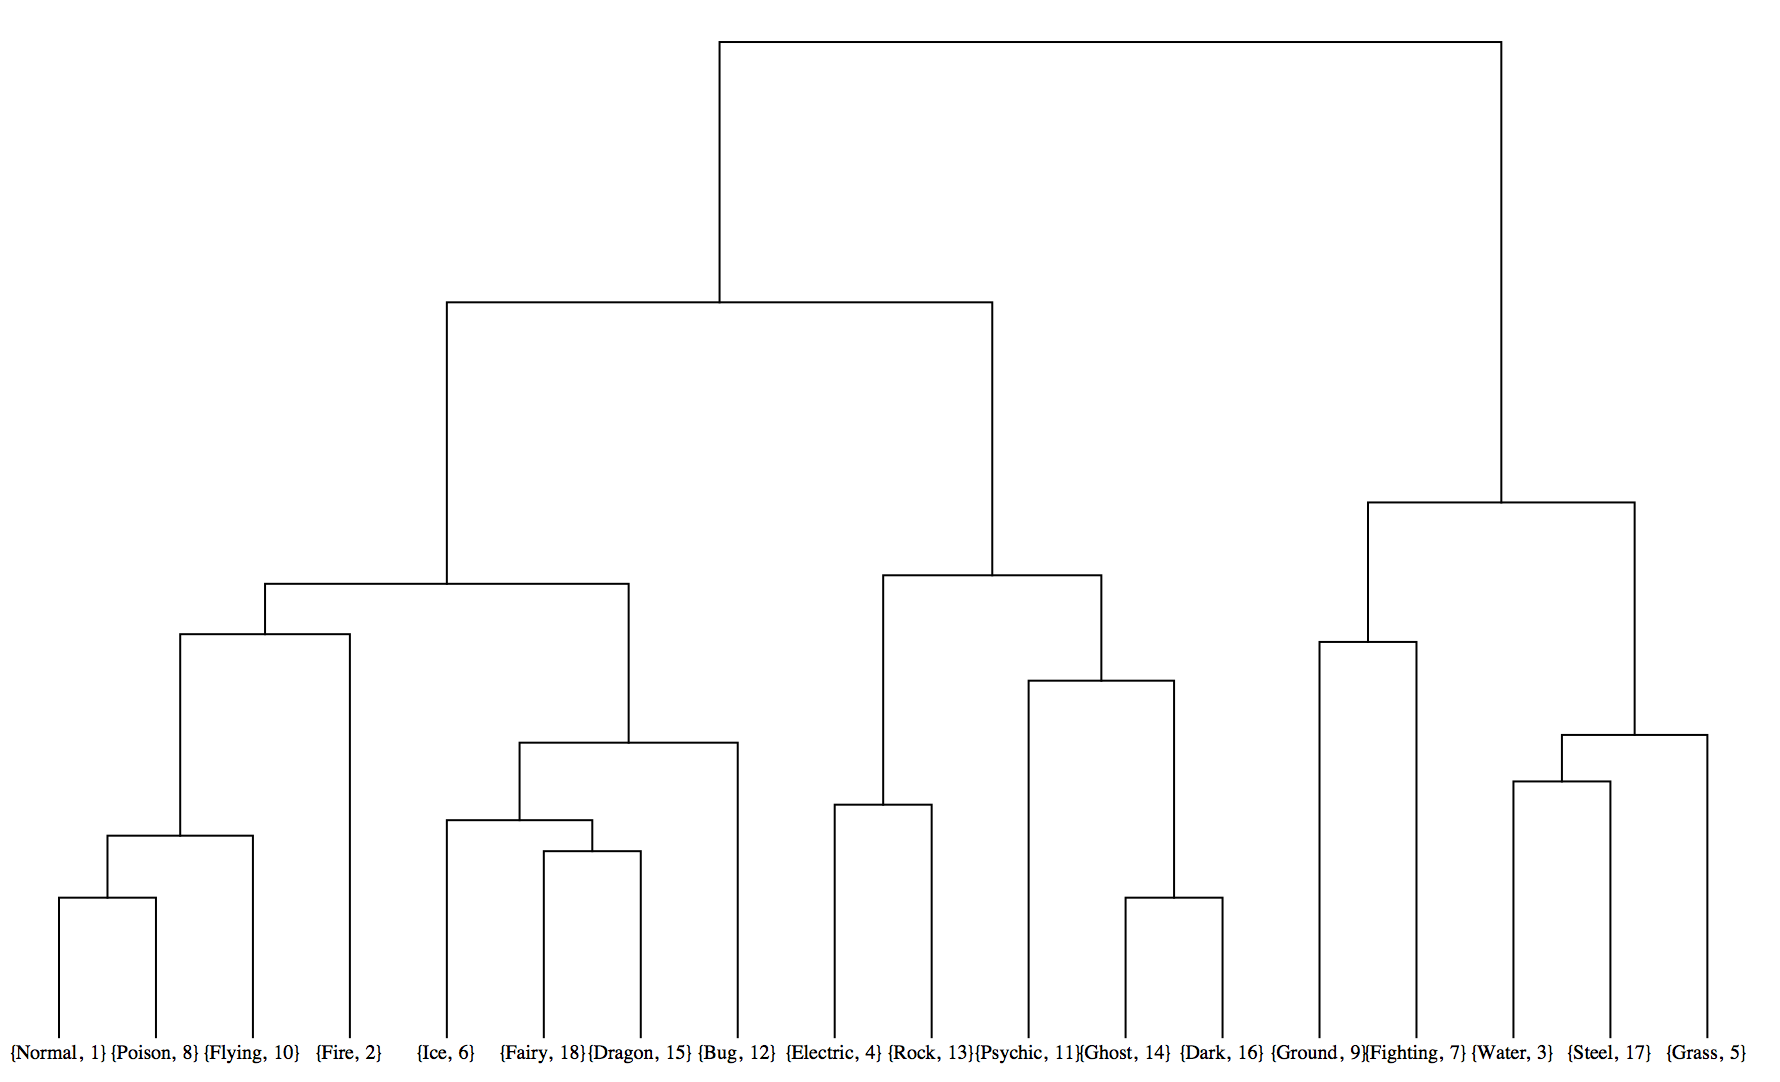 {Normal, 1} {Poison, 8} {Flying, 10} {Fire, 2} {Ice, 6} {Fairy, 18} {Dragon, 15} {Bug, 12} {Electric, 4} {Rock, 13} {Psychic, 11} {Ghost, 14} {Dark, 16} {Ground, 9} {Fighting, 7} {Water, 3} {Steel, 17} {Grass, 5}